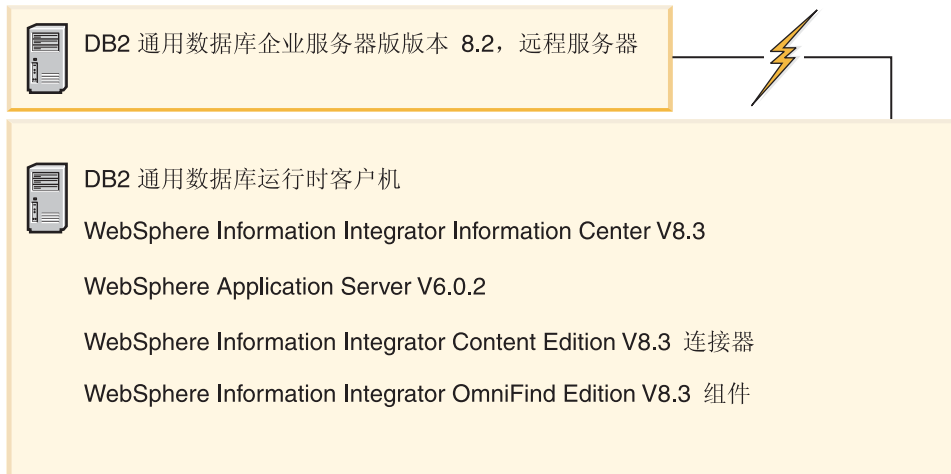 DB2 通用数据库企业服务器版版本 8.2，远程服务器
DB2 通用数据库运行时客户机
WebSphere Information Integrator Information Center V8.3
WebSphere Application Server V6.0.2
WebSphere Information Integrator Content Edition V8.3 连接器
WebSphere Information Integrator OmniFind Edition V8.3 组件